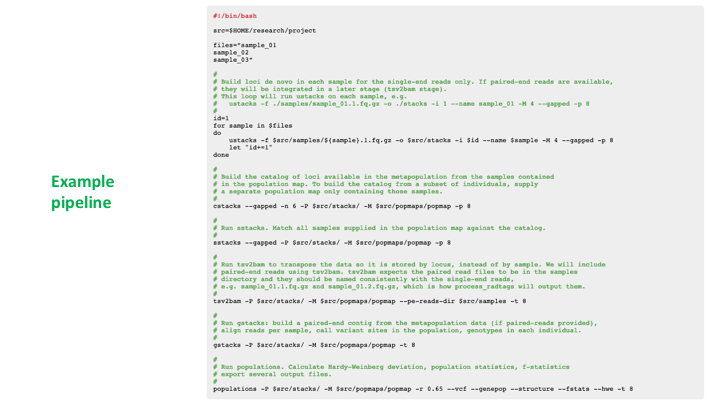 Example
pipeline
#!/bin/bash
src=$HOME/research/project
files="sample_01
sample_02
sample_03"
#
# Build loci de novo in each sample for the single-end reads only. If paired-end reads are available,
# they will be integrated in a later stage (tsv2bam stage).
# This loop will run ustacks on each sample, e.g.
#   ustacks -f ./samples/sample_01.1.fq.gz -o ./stacks -i 1 --name sample_01 -M 4 --gapped -p 8
#
id=1
for sample in $files
do
    ustacks -f $src/samples/${sample}.1.fq.gz -o $src/stacks -i $id --name $sample -M 4 --gapped -p 8
    let "id+=1"
done
#
# Build the catalog of loci available in the metapopulation from the samples contained
# in the population map. To build the catalog from a subset of individuals, supply
# a separate population map only containing those samples.
#
cstacks --gapped -n 6 -P $src/stacks/ -M $src/popmaps/popmap -p 8
#
# Run sstacks. Match all samples supplied in the population map against the catalog.
#
sstacks --gapped -P $src/stacks/ -M $src/popmaps/popmap -p 8
#
# Run tsv2bam to transpose the data so it is stored by locus, instead of by sample. We will include
# paired-end reads using tsv2bam. tsv2bam expects the paired read files to be in the samples
# directory and they should be named consistently with the single-end reads,
# e.g. sample_01.1.fq.gz and sample_01.2.fq.gz, which is how process_radtags will output them.
#
tsv2bam -P $src/stacks/ -M $src/popmaps/popmap --pe-reads-dir $src/samples -t 8
#
# Run gstacks: build a paired-end contig from the metapopulation data (if paired-reads provided),
# align reads per sample, call variant sites in the population, genotypes in each individual.
#
gstacks -P $src/stacks/ -M $src/popmaps/popmap -t 8
#
# Run populations. Calculate Hardy-Weinberg deviation, population statistics, f-statistics
# export several output files.
#
populations -P $src/stacks/ -M $src/popmaps/popmap -r 0.65 --vcf --genepop --structure --fstats --hwe -t 8